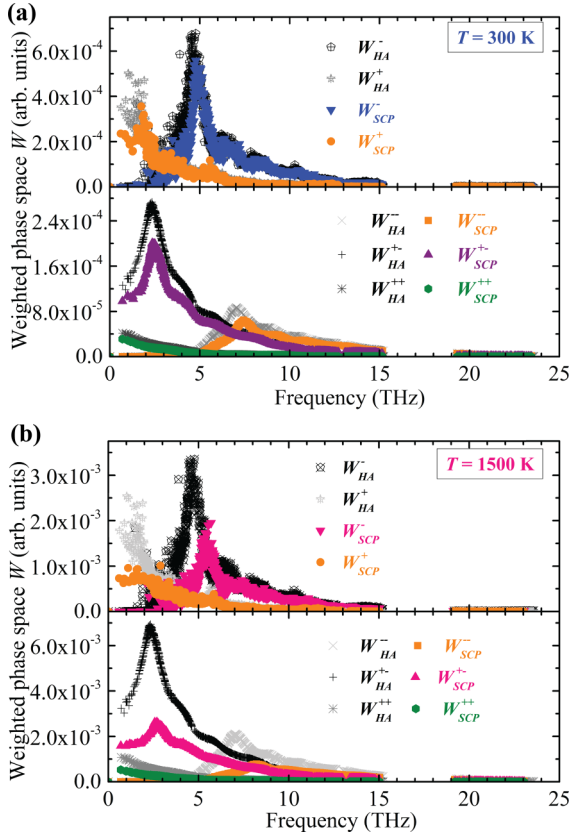 (a)
Weighted phase space W (arb. units)
T = 300 K
6.0x10⁻⁴
4.0x10⁻⁴
2.0x10⁻⁴
0.0
W⁻HA
W⁺HA
W⁻SCP
W⁺SCP
2.4x10⁻⁴
1.6x10⁻⁴
8.0x10⁻⁵
0.0
W⁻⁻HA W⁻⁻SCP
W⁺⁻HA W⁺⁻SCP
W⁺⁺HA W⁺⁺SCP
0 5 10 15 20 25
Frequency (THz)
(b)
Weighted phase space W (arb. units)
T = 1500 K
3.0x10⁻³
2.0x10⁻³
1.0x10⁻³
0.0
W⁻HA
W⁺HA
W⁻SCP
W⁺SCP
6.0x10⁻³
4.0x10⁻³
2.0x10⁻³
0.0
W⁻⁻HA W⁻⁻SCP
W⁺⁻HA W⁺⁻SCP
W⁺⁺HA W⁺⁺SCP
0 5 10 15 20 25
Frequency (THz)